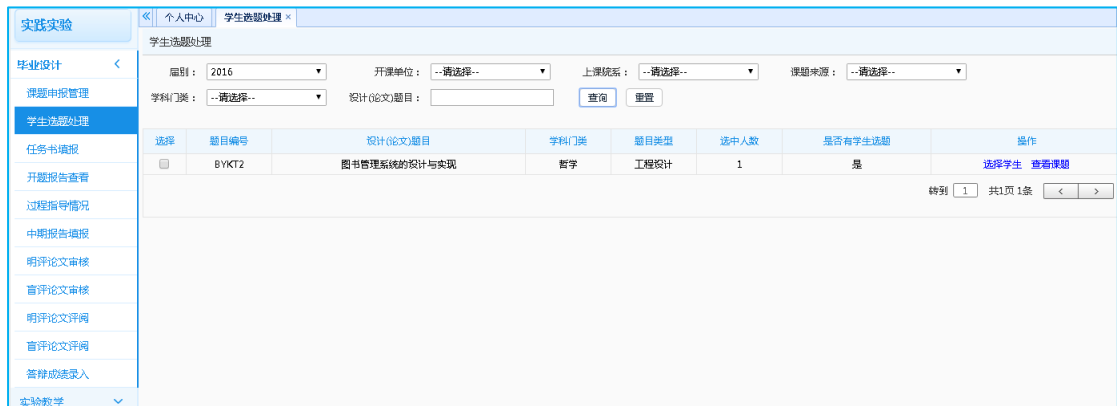 实践实验
毕业设计
课题申报管理
学生选题处理
任务书填报
开题报告查看
过程指导情况
中期报告填报
明评论文审核
盲评论文审核
明评论文评阅
盲评论文评阅
答辩成绩录入
实验教学
个人中心 学生选题处理 ×
学生选题处理
届别： 2016 开课单位： --请选择-- 上课院系： --请选择-- 课题来源： --请选择--
学科门类： --请选择-- 设计(论文)题目： 查询 重置
选择 题目编号 设计(论文)题目 学科门类 题目类型 选中人数 是否有学生选题 操作
BYKT2 图书管理系统的设计与实现 哲学 工程设计 1 是 选择学生 查看课题
转到 1 共1页 1条 < >